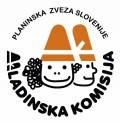 PLANINSKA ZVEZA SLOVENIJE
MLADINSKA KOMISIJA